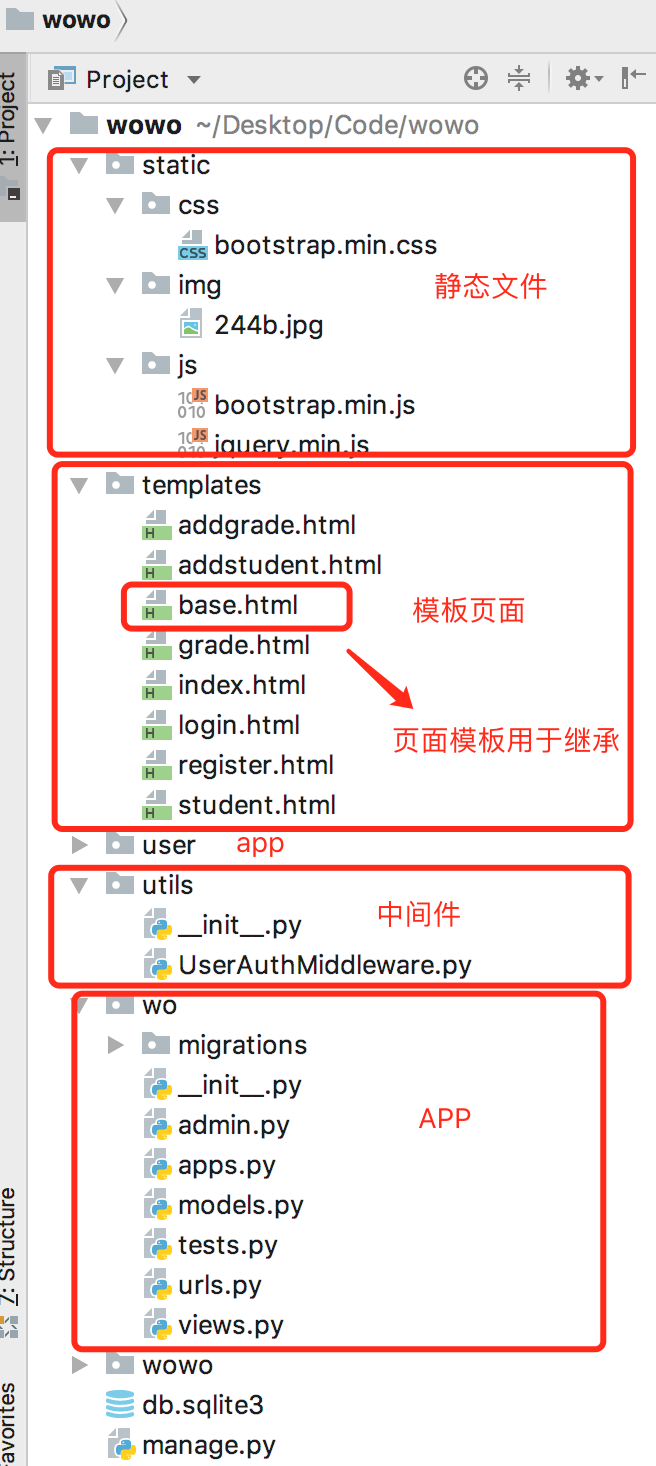 wowo
Project
1: Project
wowo ~/Desktop/Code/wowo
static
css
CSS bootstrap.min.css
img
静态文件
244b.jpg
js
JS 010 bootstrap.min.js
JS jquery.min.js
templates
H addgrade.html
H addstudent.html
H base.html
模板页面
H grade.html
H index.html
H login.html
页面模板用于继承
H register.html
H student.html
user app
utils
中间件
__init__.py
UserAuthMiddleware.py
wo
migrations
__init__.py
admin.py
APP
apps.py
models.py
tests.py
7: Structure
urls.py
views.py
wowo
db.sqlite3
avorites
manage.py